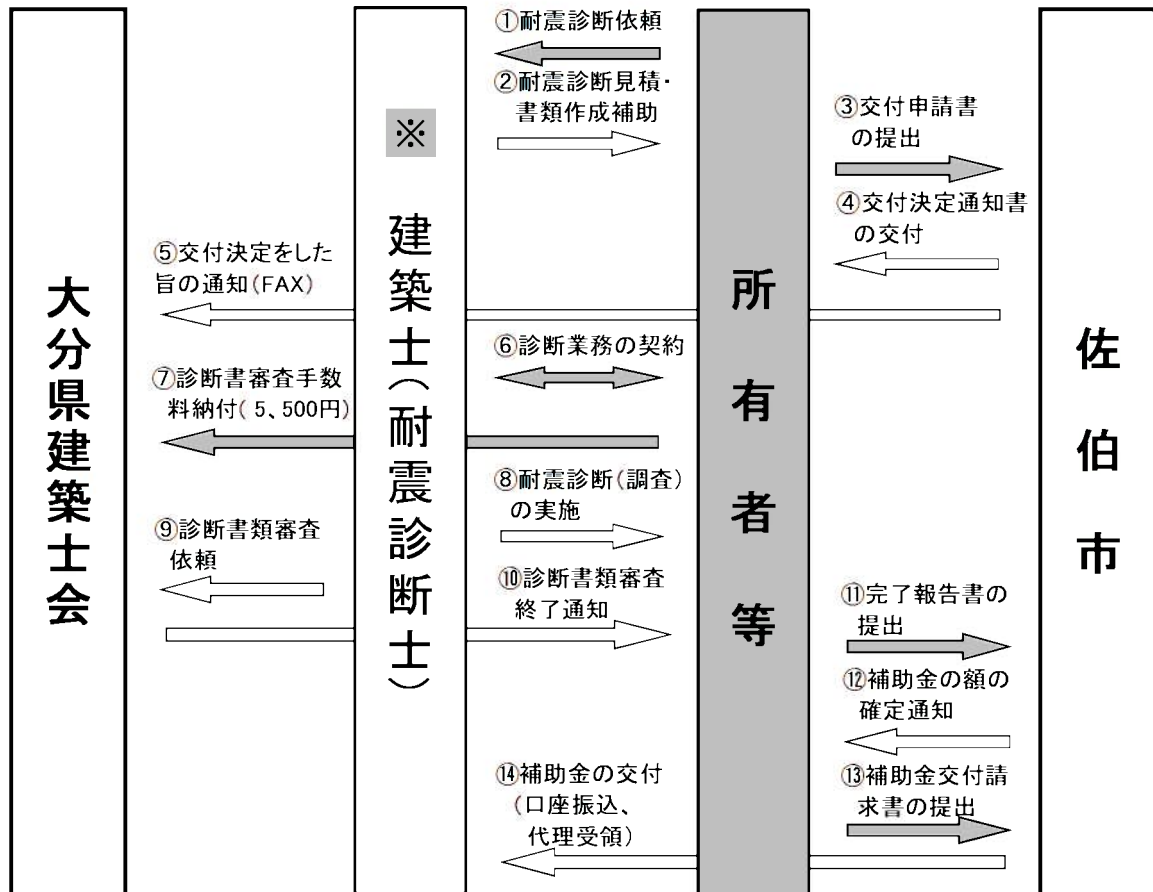 ①耐震診断依頼
②耐震診断見積・
書類作成補助
③交付申請書
の提出
④交付決定通知書
の交付
⑤交付決定をした
旨の通知(FAX)
⑥診断業務の契約
⑦診断書審査手数
料納付( 5、500円)
⑧耐震診断(調査)
の実施
⑨診断書類審査
依頼
⑩診断書類審査
終了通知
⑪完了報告書の
提出
⑫補助金の額の
確定通知
⑬補助金交付請
求書の提出
⑭補助金の交付
(口座振込、
代理受領)
大分県建築士会
※
建築士(耐震診断士)
所有者等
佐伯市